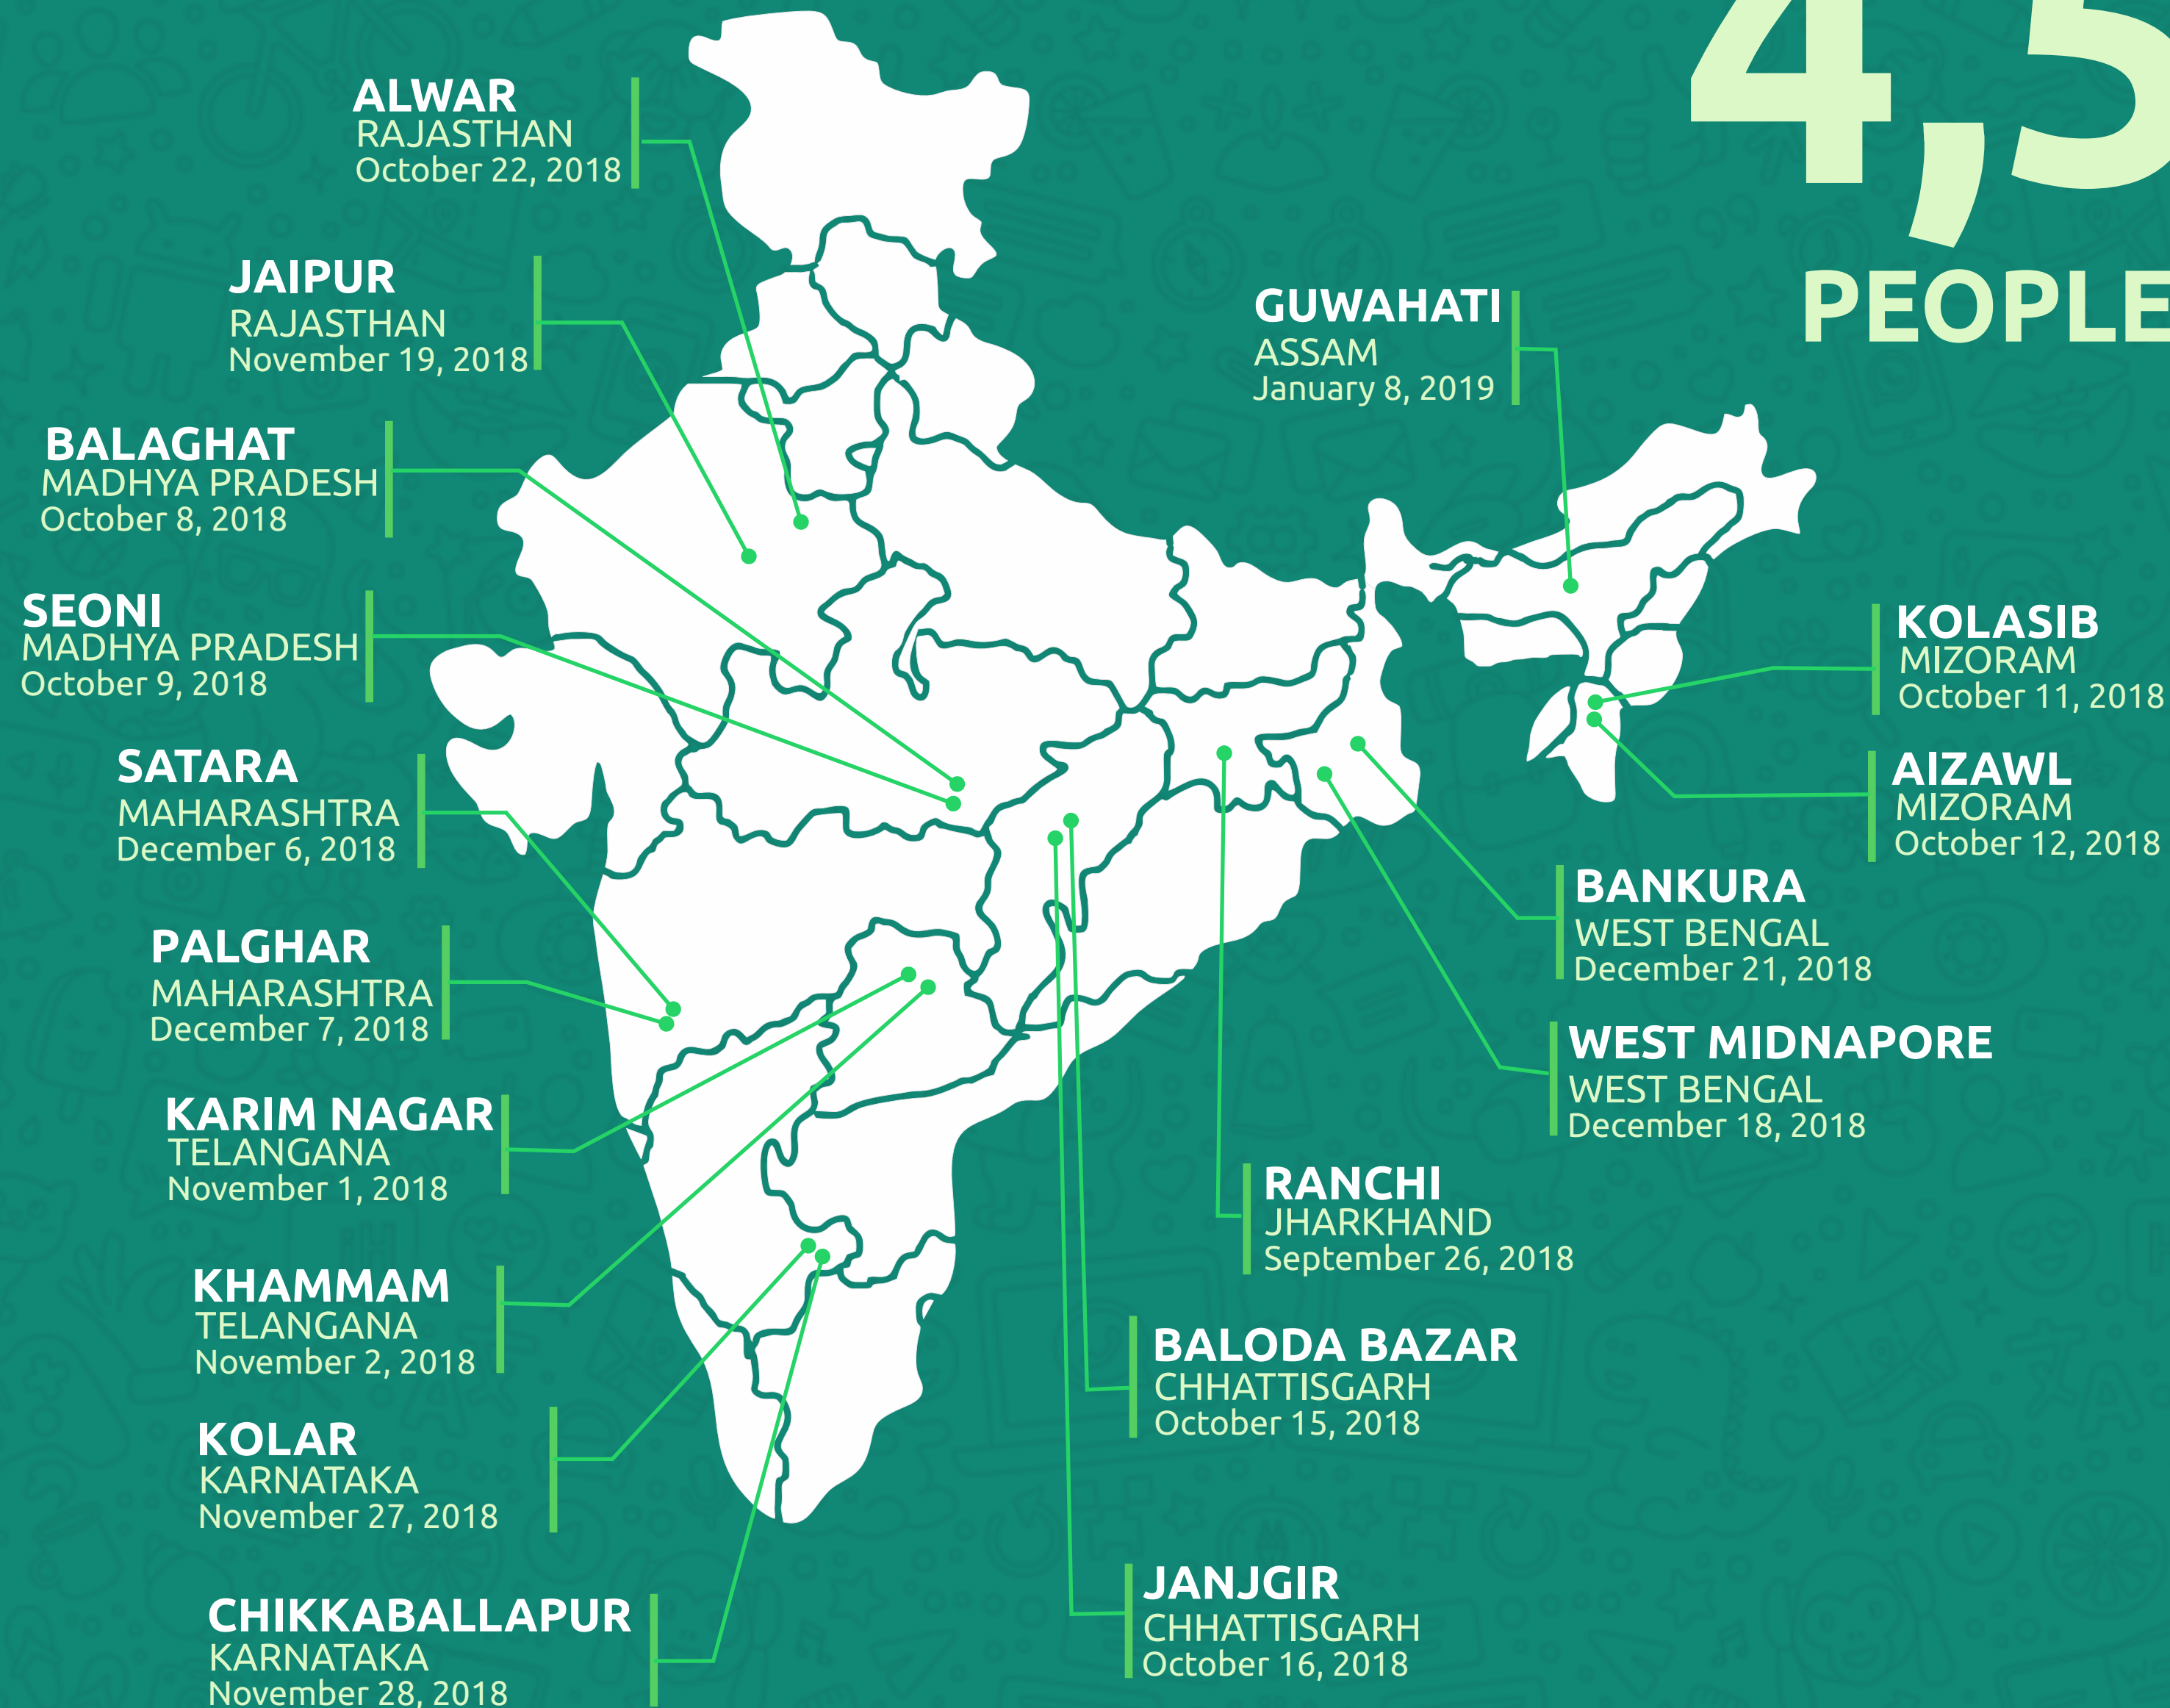 4,5
PEOPLE
ALWAR
RAJASTHAN
October 22, 2018
JAIPUR
RAJASTHAN
November 19, 2018
BALAGHAT
MADHYA PRADESH
October 8, 2018
SEONI
MADHYA PRADESH
October 9, 2018
SATARA
MAHARASHTRA
December 6, 2018
PALGHAR
MAHARASHTRA
December 7, 2018
KARIM NAGAR
TELANGANA
November 1, 2018
KHAMMAM
TELANGANA
November 2, 2018
KOLAR
KARNATAKA
November 27, 2018
CHIKKABALLAPUR
KARNATAKA
November 28, 2018
GUWAHATI
ASSAM
January 8, 2019
KOLASIB
MIZORAM
October 11, 2018
AIZAWL
MIZORAM
October 12, 2018
BANKURA
WEST BENGAL
December 21, 2018
WEST MIDNAPORE
WEST BENGAL
December 18, 2018
RANCHI
JHARKHAND
September 26, 2018
BALODA BAZAR
CHHATTISGARH
October 15, 2018
JANJGIR
CHHATTISGARH
October 16, 2018